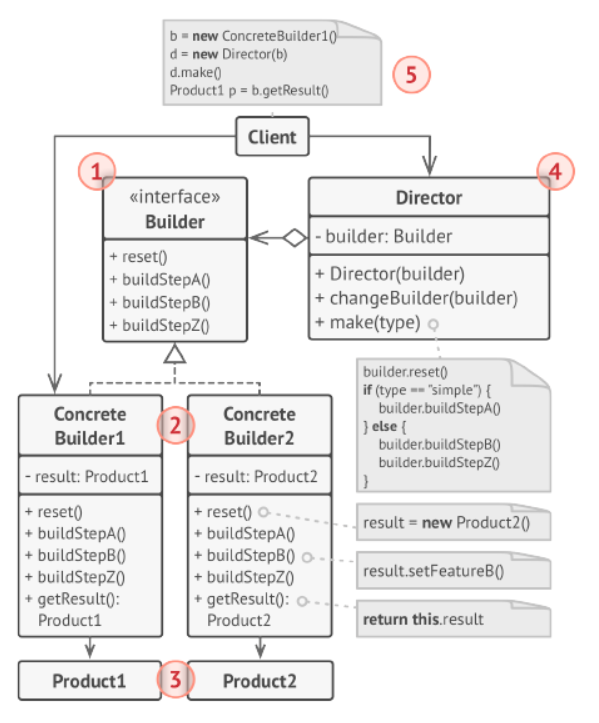 b = new ConcreteBuilder1()
d = new Director(b)
d.make()
Product1 p = b.getResult()
5
Client
1
«interface»
Builder
+ reset()
+ buildStepA()
+ buildStepB()
+ buildStepZ()
4
Director
- builder: Builder
+ Director(builder)
+ changeBuilder(builder)
+ make(type)
builder.reset()
if (type == "simple") {
builder.buildStepA()
} else {
builder.buildStepB()
builder.buildStepZ()
}
2
Concrete
Builder1
- result: Product1
+ reset()
+ buildStepA()
+ buildStepB()
+ buildStepZ()
+ getResult():
Product1
Concrete
Builder2
- result: Product2
+ reset()
+ buildStepA()
+ buildStepB()
+ buildStepZ()
+ getResult():
Product2
result = new Product2()
result.setFeatureB()
return this.result
Product1
3
Product2